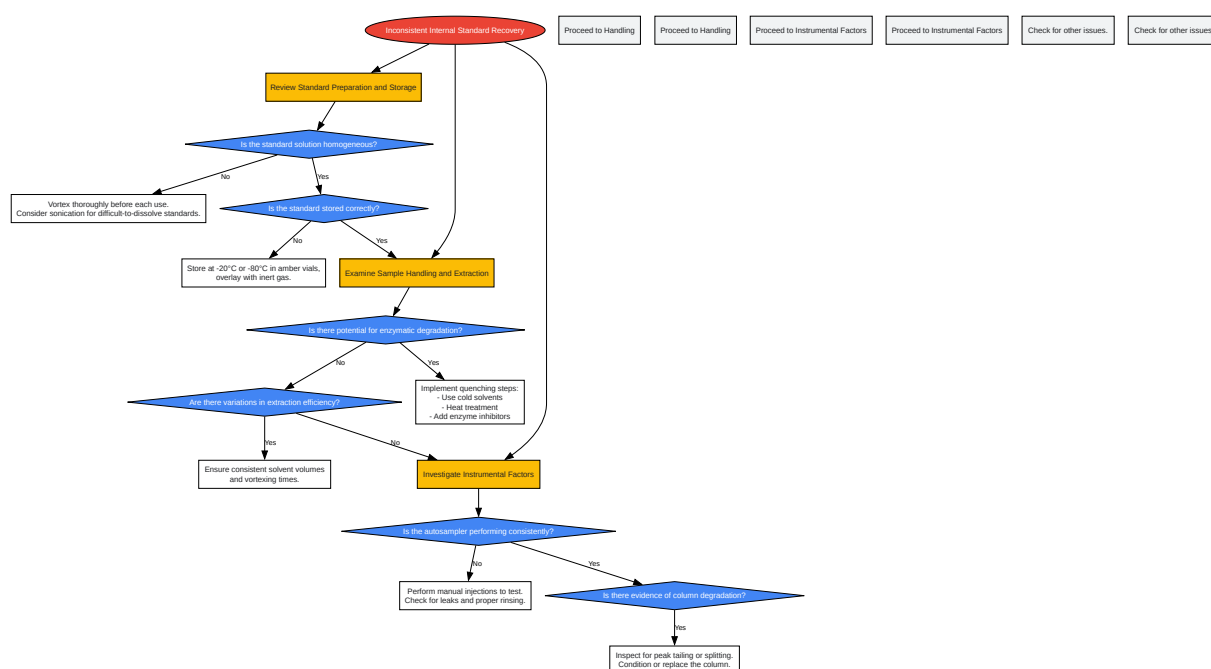 Inconsistent Internal Standard Recovery
Proceed to Handling
Proceed to Handling
Proceed to Instrumental Factors
Proceed to Instrumental Factors
Check for other issues.
Check for other issues
Review Standard Preparation and Storage
Is the standard solution homogeneous?
No
Yes
Vortex thoroughly before each use.
Consider sonication for difficult-to-dissolve standards.
Is the standard stored correctly?
No
Yes
Store at -20°C or -80°C in amber vials,
overlay with inert gas.
Examine Sample Handling and Extraction
Is there potential for enzymatic degradation?
No
Yes
Implement quenching steps:
- Use cold solvents
- Heat treatment
- Add enzyme inhibitors
Are there variations in extraction efficiency?
Yes
No
Ensure consistent solvent volumes
and vortexing times.
Investigate Instrumental Factors
Is the autosampler performing consistently?
No
Yes
Perform manual injections to test.
Check for leaks and proper rinsing.
Is there evidence of column degradation?
Yes
Inspect for peak tailing or splitting.
Condition or replace the column.